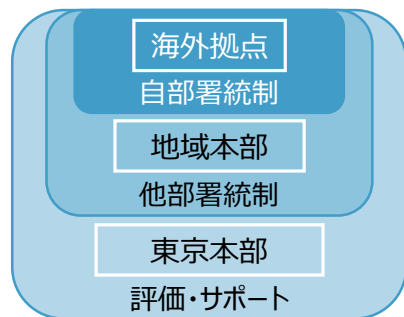 海外拠点
自部署統制
地域本部
他部署統制
東京本部
評価・サポート